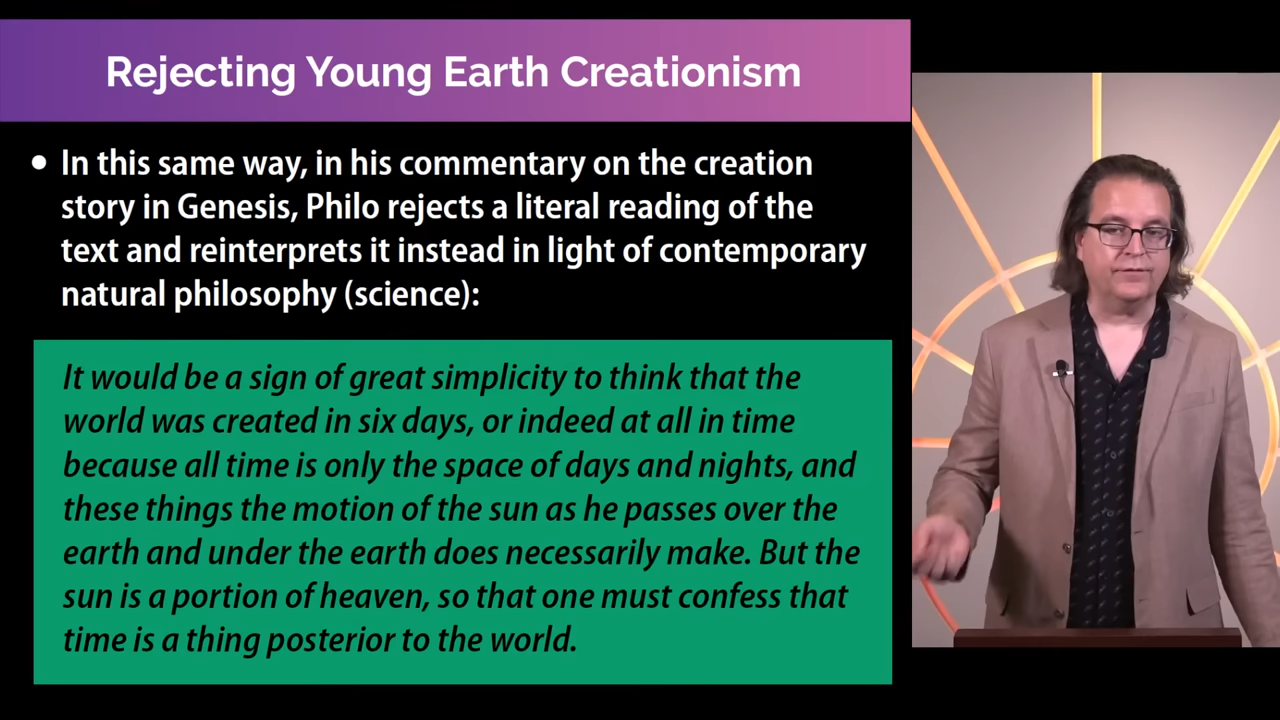 Rejecting Young Earth Creationism
• In this same way, in his commentary on the creation
story in Genesis, Philo rejects a literal reading of the
text and reinterprets it instead in light of contemporary
natural philosophy (science):
It would be a sign of great simplicity to think that the
world was created in six days, or indeed at all in time
because all time is only the space of days and nights, and
these things the motion of the sun as he passes over the
earth and under the earth does necessarily make. But the
sun is a portion of heaven, so that one must confess that
time is a thing posterior to the world.